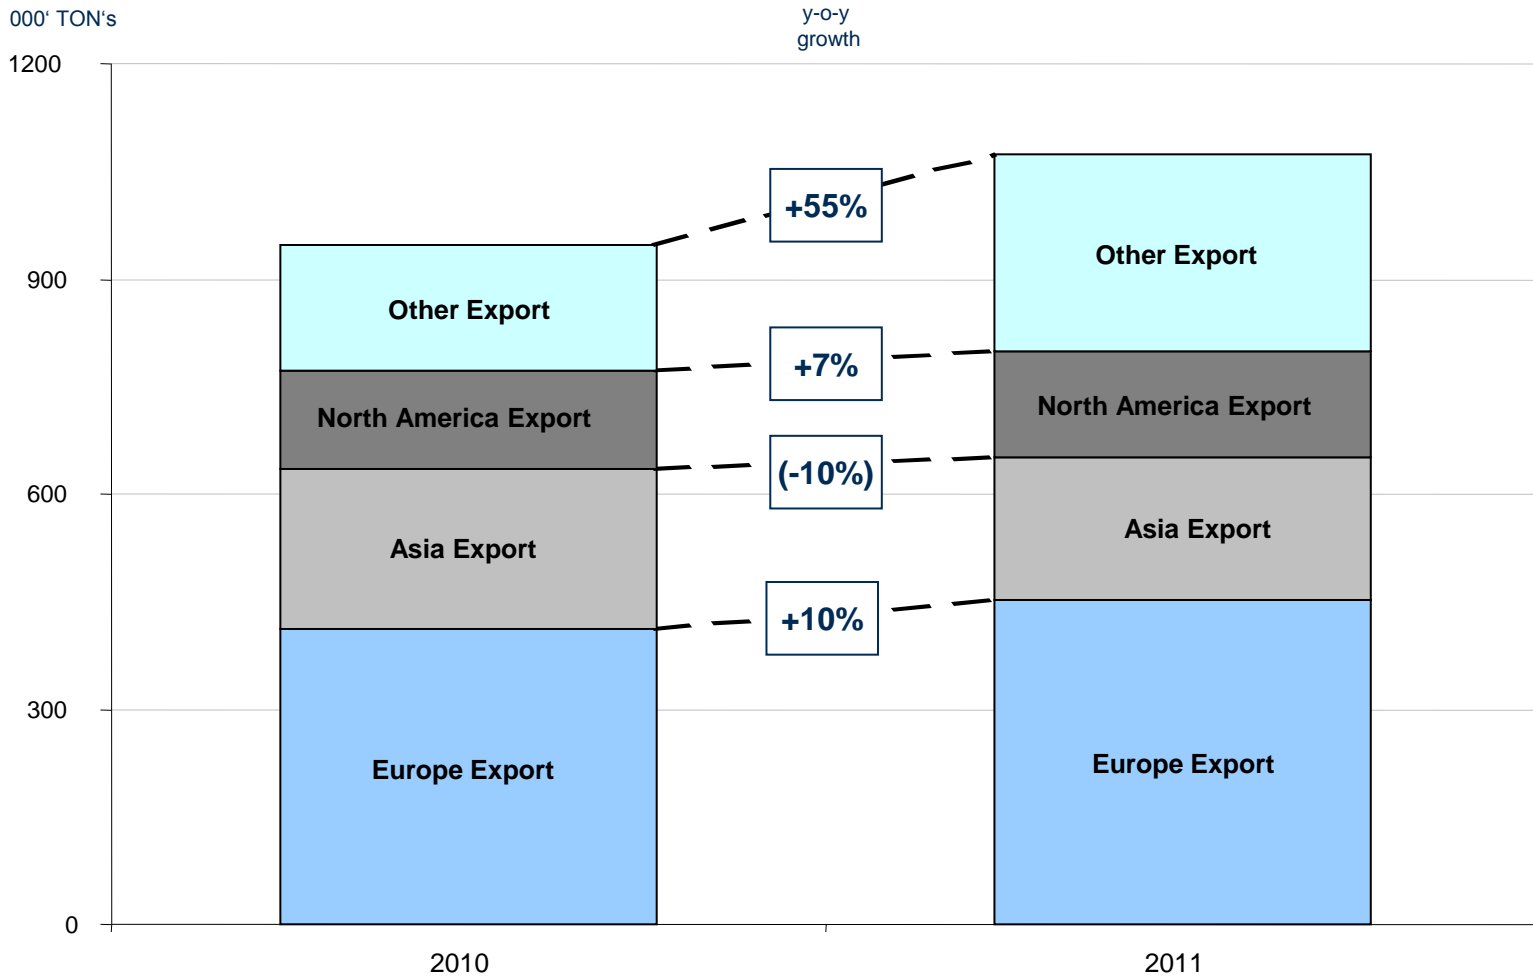 000‘ TON‘s
y-o-y
growth
1200
+55%
Other Export
900
Other Export
+7%
North America Export
North America Export
(-10%)
600
Asia Export
Asia Export
+10%
300
Europe Export
Europe Export
0
2010
2011